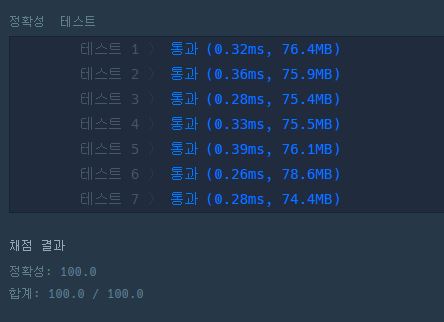 정확성 테스트
테스트 1 〉 통과 (0.32ms, 76.4MB)
테스트 2 〉 통과 (0.36ms, 75.9MB)
테스트 3 〉 통과 (0.28ms, 75.4MB)
테스트 4 〉 통과 (0.33ms, 75.5MB)
테스트 5 〉 통과 (0.39ms, 76.1MB)
테스트 6 〉 통과 (0.26ms, 78.6MB)
테스트 7 〉 통과 (0.28ms, 74.4MB)
채점 결과
정확성: 100.0
합계: 100.0 / 100.0